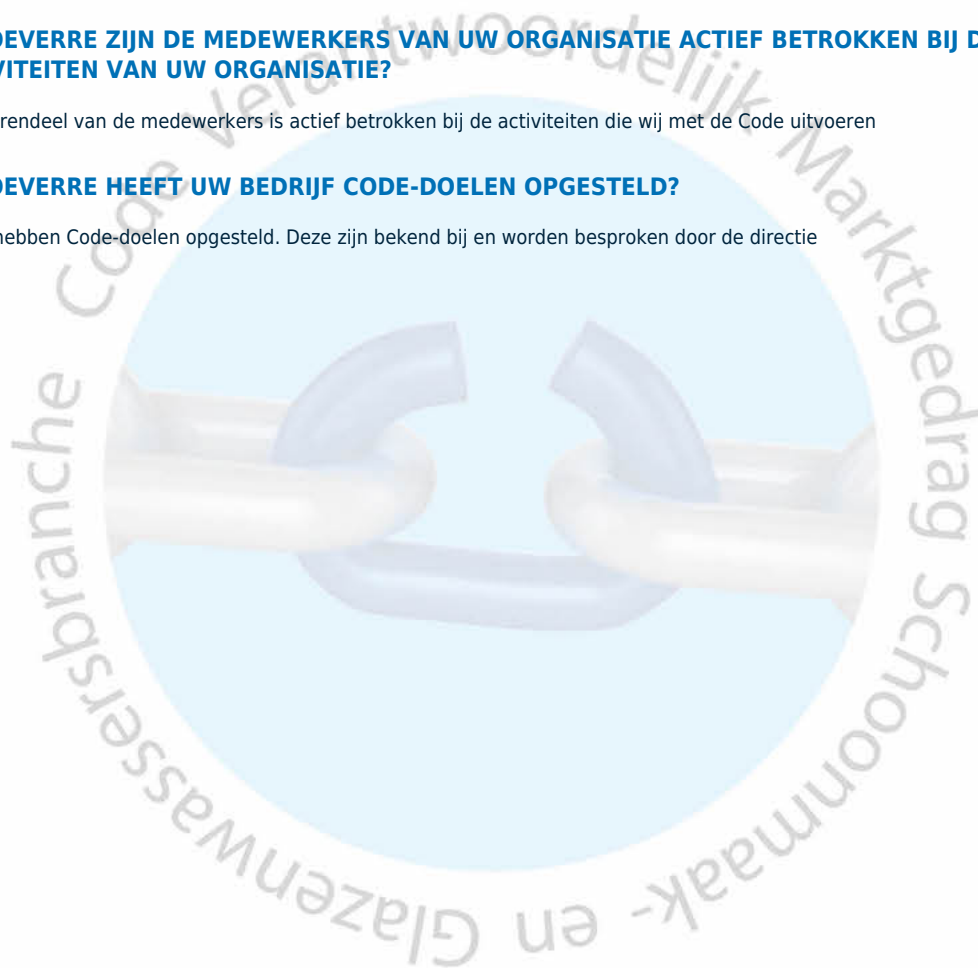 OEVERRE ZIJN DE MEDEWERKERS VAN UW ORGANISATIE ACTIEF BETROKKEN BIJ D
VITEITEN VAN UW ORGANISATIE?
rendeel van de medewerkers is actief betrokken bij de activiteiten die wij met de Code uitvoeren
OEVERRE HEEFT UW BEDRIJF CODE-DOELEN OPGESTELD?
hebben Code-doelen opgesteld. Deze zijn bekend bij en worden besproken door de directie
Code Verantwoordelijk Marktgedrag Schoonmaak- en Glazenwassersbranche